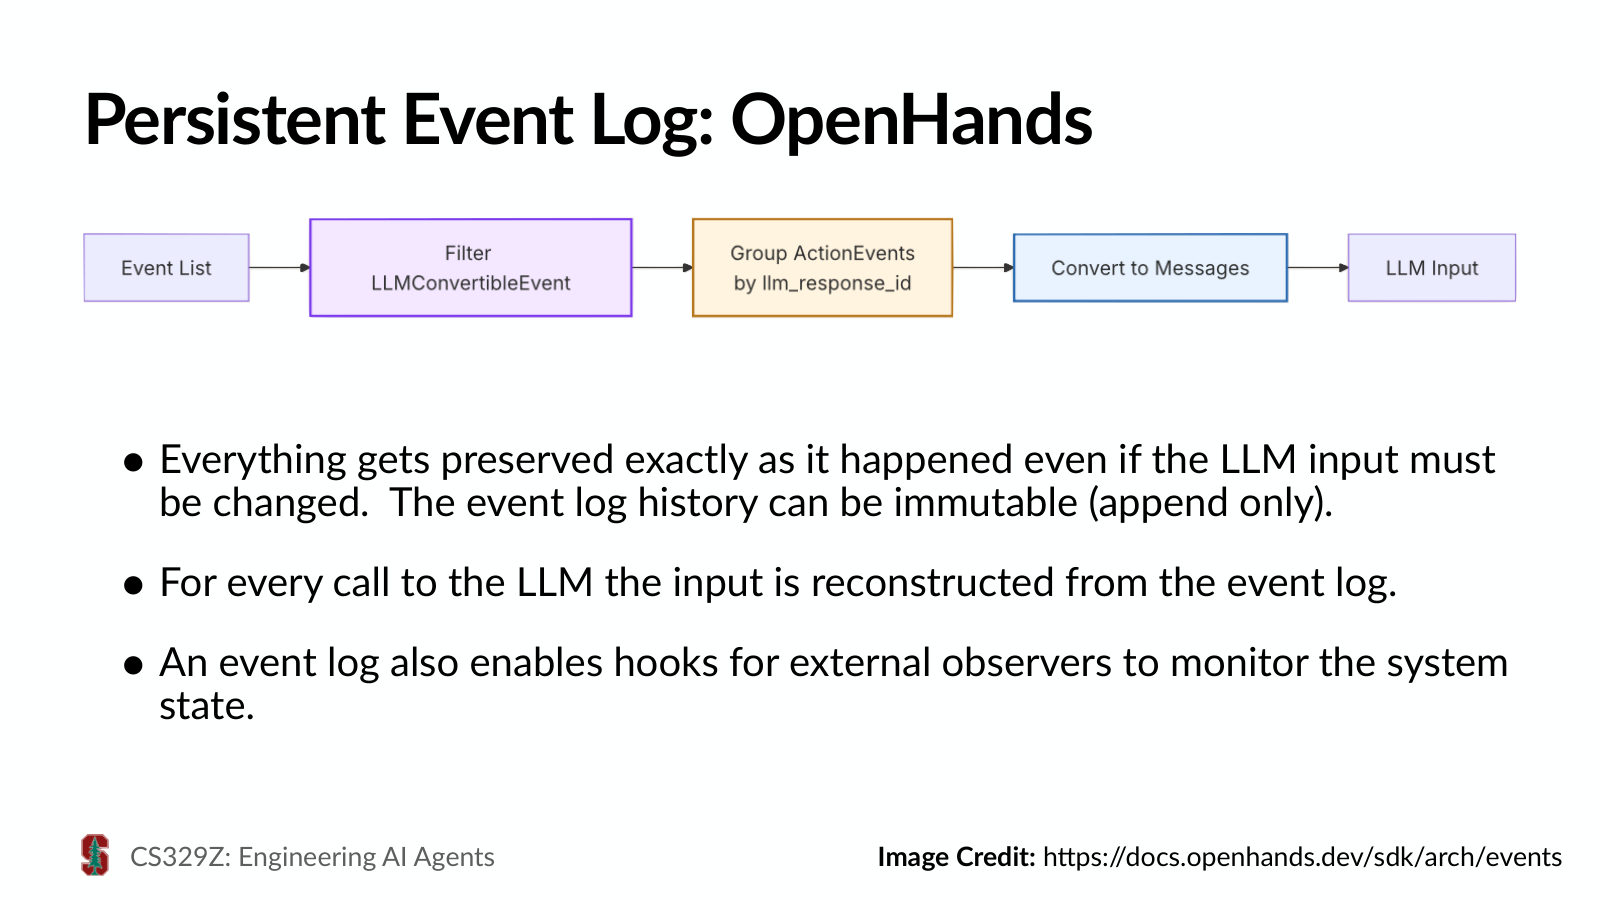 Persistent Event Log: OpenHands
Event List
Filter
LLMConvertibleEvent
Group ActionEvents
by llm_response_id
Convert to Messages
LLM Input
● Everything gets preserved exactly as it happened even if the LLM input must
be changed.  The event log history can be immutable (append only).
● For every call to the LLM the input is reconstructed from the event log.
● An event log also enables hooks for external observers to monitor the system
state.
S
CS329Z: Engineering AI Agents
Image Credit: https://docs.openhands.dev/sdk/arch/events